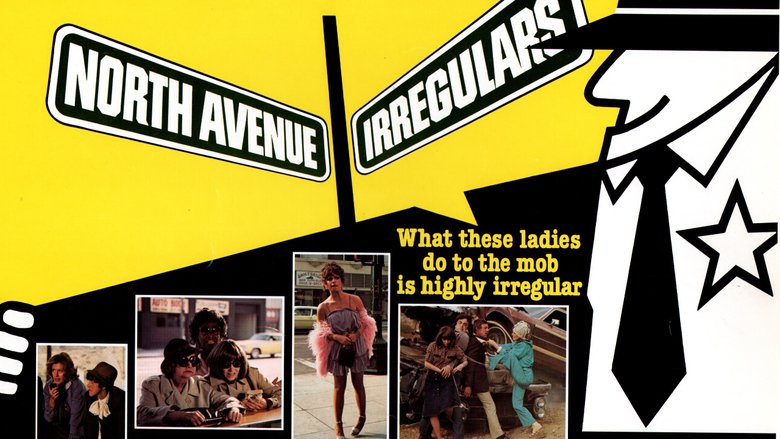 NORTH AVENUE
IRREGULARS
What these ladies
do to the mob
is highly irregular